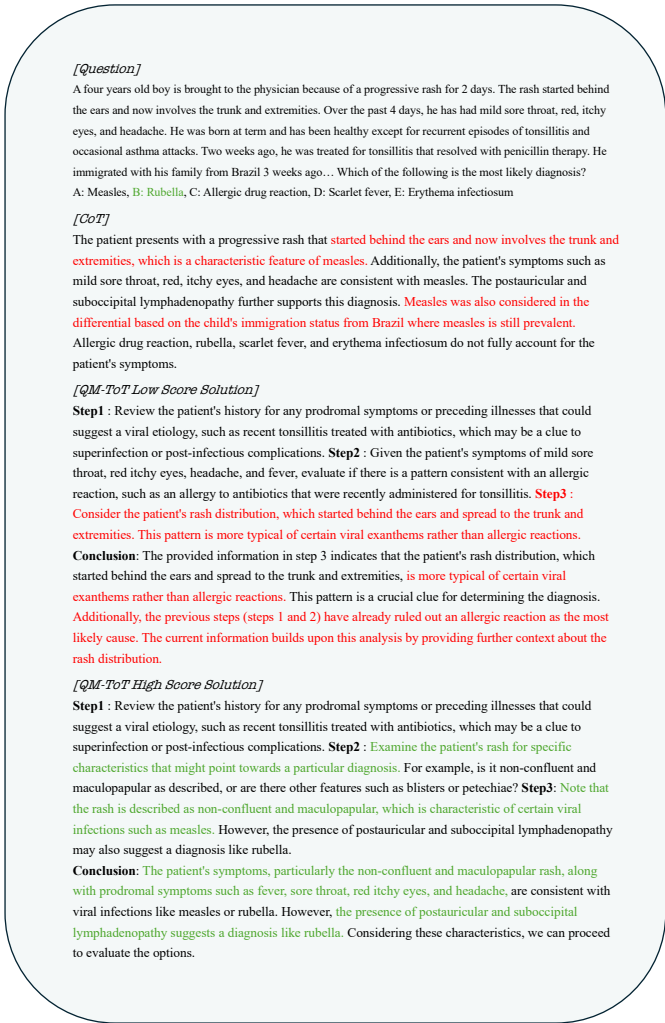 [Question]
A four years old boy is brought to the physician because of a progressive rash for 2 days. The rash started behind
the ears and now involves the trunk and extremities. Over the past 4 days, he has had mild sore throat, red, itchy
eyes, and headache. He was born at term and has been healthy except for recurrent episodes of tonsillitis and
occasional asthma attacks. Two weeks ago, he was treated for tonsillitis that resolved with penicillin therapy. He
immigrated with his family from Brazil 3 weeks ago… Which of the following is the most likely diagnosis?
A: Measles, B: Rubella, C: Allergic drug reaction, D: Scarlet fever, E: Erythema infectiosum
[CoT]
The patient presents with a progressive rash that started behind the ears and now involves the trunk and
extremities, which is a characteristic feature of measles. Additionally, the patient's symptoms such as
mild sore throat, red, itchy eyes, and headache are consistent with measles. The postauricular and
suboccipital lymphadenopathy further supports this diagnosis. Measles was also considered in the
differential based on the child's immigration status from Brazil where measles is still prevalent.
Allergic drug reaction, rubella, scarlet fever, and erythema infectiosum do not fully account for the
patient's symptoms.
[QM-ToT Low Score Solution]
Step1 : Review the patient's history for any prodromal symptoms or preceding illnesses that could
suggest a viral etiology, such as recent tonsillitis treated with antibiotics, which may be a clue to
superinfection or post-infectious complications. Step2 : Given the patient's symptoms of mild sore
throat, red itchy eyes, headache, and fever, evaluate if there is a pattern consistent with an allergic
reaction, such as an allergy to antibiotics that were recently administered for tonsillitis. Step3 :
Consider the patient's rash distribution, which started behind the ears and spread to the trunk and
extremities. This pattern is more typical of certain viral exanthems rather than allergic reactions.
Conclusion: The provided information in step 3 indicates that the patient's rash distribution, which
started behind the ears and spread to the trunk and extremities, is more typical of certain viral
exanthems rather than allergic reactions. This pattern is a crucial clue for determining the diagnosis.
Additionally, the previous steps (steps 1 and 2) have already ruled out an allergic reaction as the most
likely cause. The current information builds upon this analysis by providing further context about the
rash distribution.
[QM-ToT High Score Solution]
Step1 : Review the patient's history for any prodromal symptoms or preceding illnesses that could
suggest a viral etiology, such as recent tonsillitis treated with antibiotics, which may be a clue to
superinfection or post-infectious complications. Step2 : Examine the patient's rash for specific
characteristics that might point towards a particular diagnosis. For example, is it non-confluent and
maculopapular as described, or are there other features such as blisters or petechiae? Step3: Note that
the rash is described as non-confluent and maculopapular, which is characteristic of certain viral
infections such as measles. However, the presence of postauricular and suboccipital lymphadenopathy
may also suggest a diagnosis like rubella.
Conclusion: The patient's symptoms, particularly the non-confluent and maculopapular rash, along
with prodromal symptoms such as fever, sore throat, red itchy eyes, and headache, are consistent with
viral infections like measles or rubella. However, the presence of postauricular and suboccipital
lymphadenopathy suggests a diagnosis like rubella. Considering these characteristics, we can proceed
to evaluate the options.